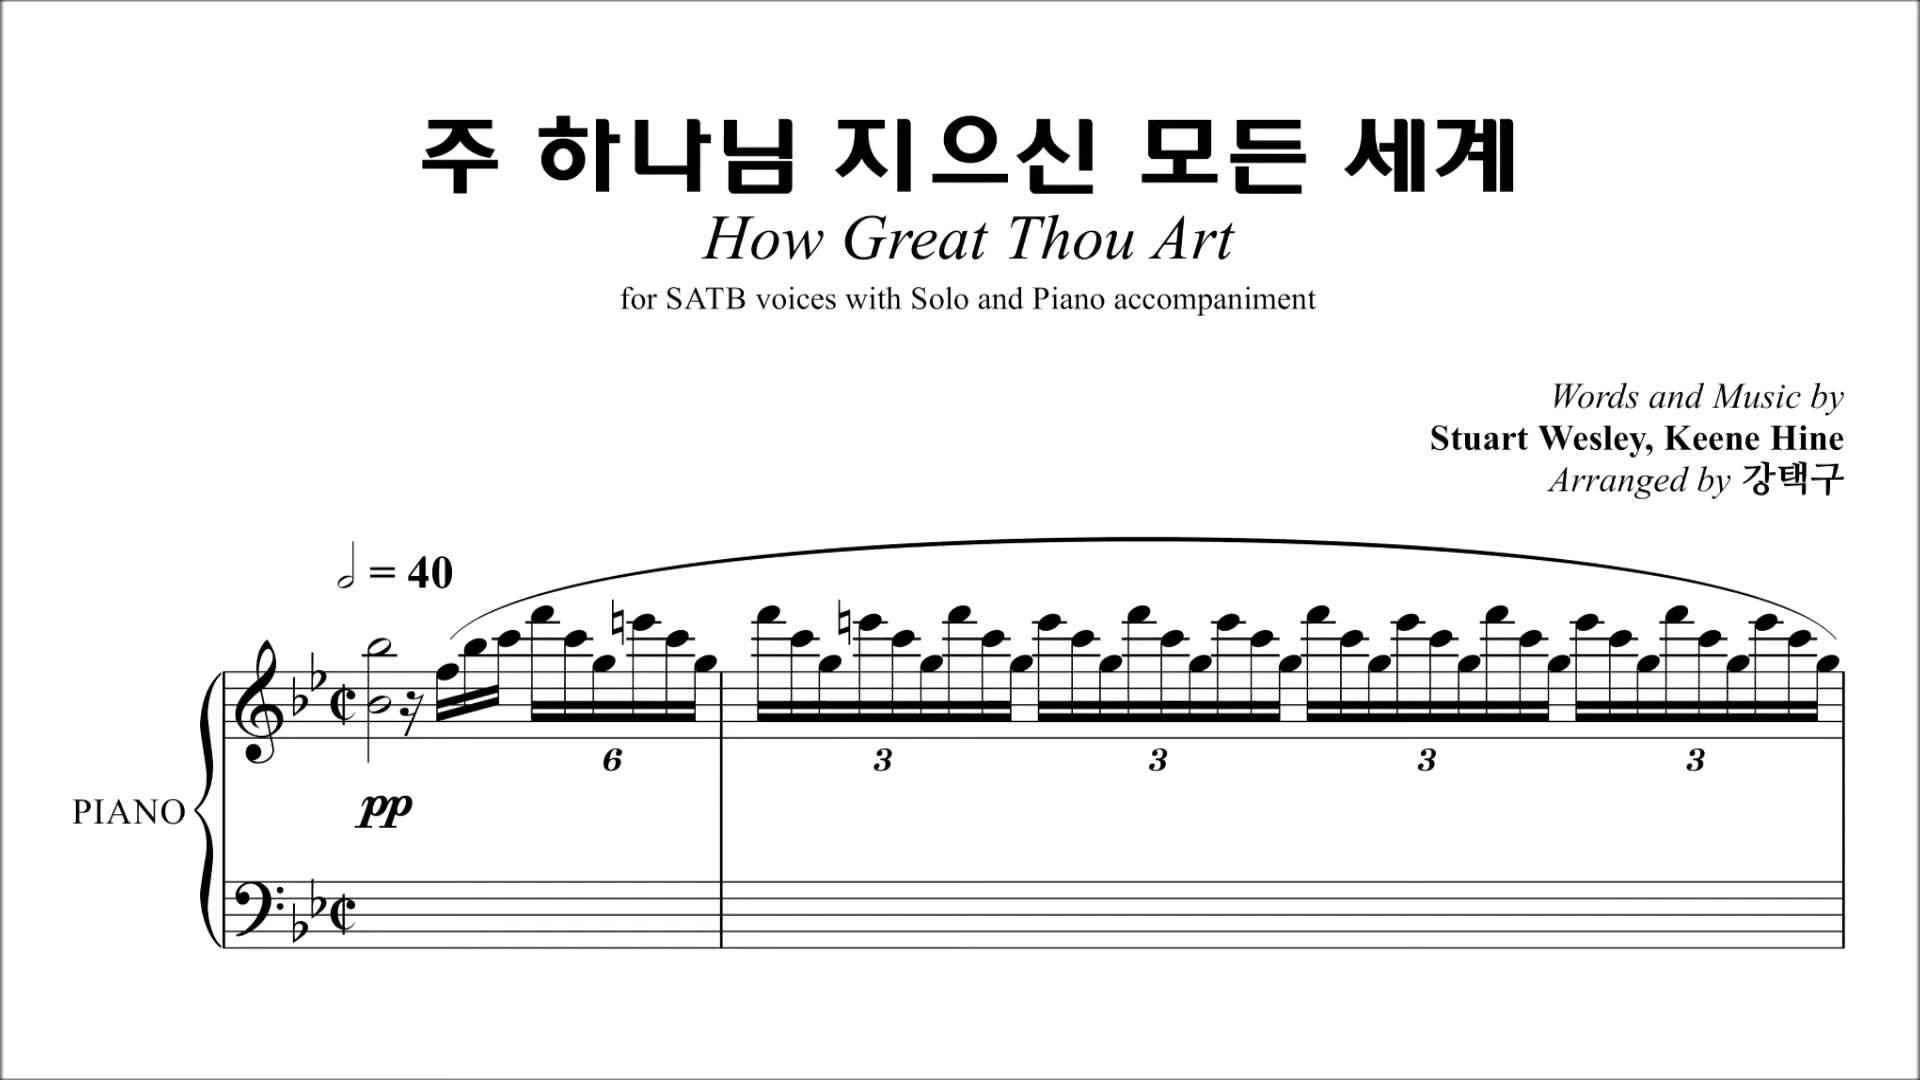 주 하나님 지으신 모든 세계
How Great Thou Art
for SATB voices with Solo and Piano accompaniment
Words and Music by
Stuart Wesley, Keene Hine
Arranged by 강택구
= 40
6
3 3 3 3
pp
PIANO